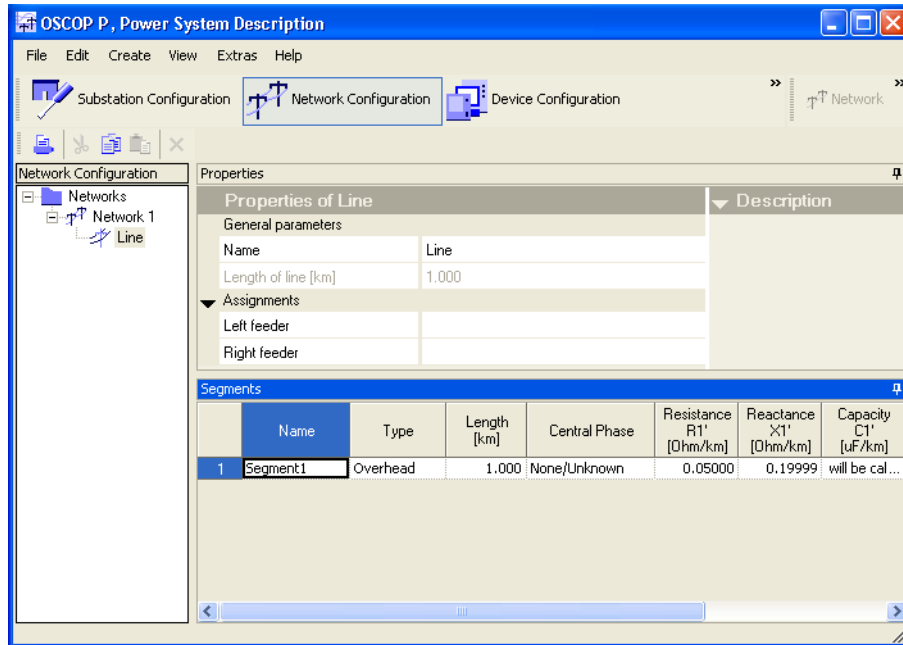 OSCOP P, Power System Description
File Edit Create View Extras Help
Substation Configuration Network Configuration Device Configuration » Network »
Network Configuration
Networks
Network 1
Line
Properties
Properties of Line
Description
General parameters
Name Line
Length of line [km] 1.000
Assignments
Left feeder
Right feeder
Segments
Name Type Length [km] Central Phase Resistance R1' [Ohm/km] Reactance X1' [Ohm/km] Capacity C1' [uF/km]
1 Segment1 Overhead 1.000 None/Unknown 0.05000 0.19999 will be cal...